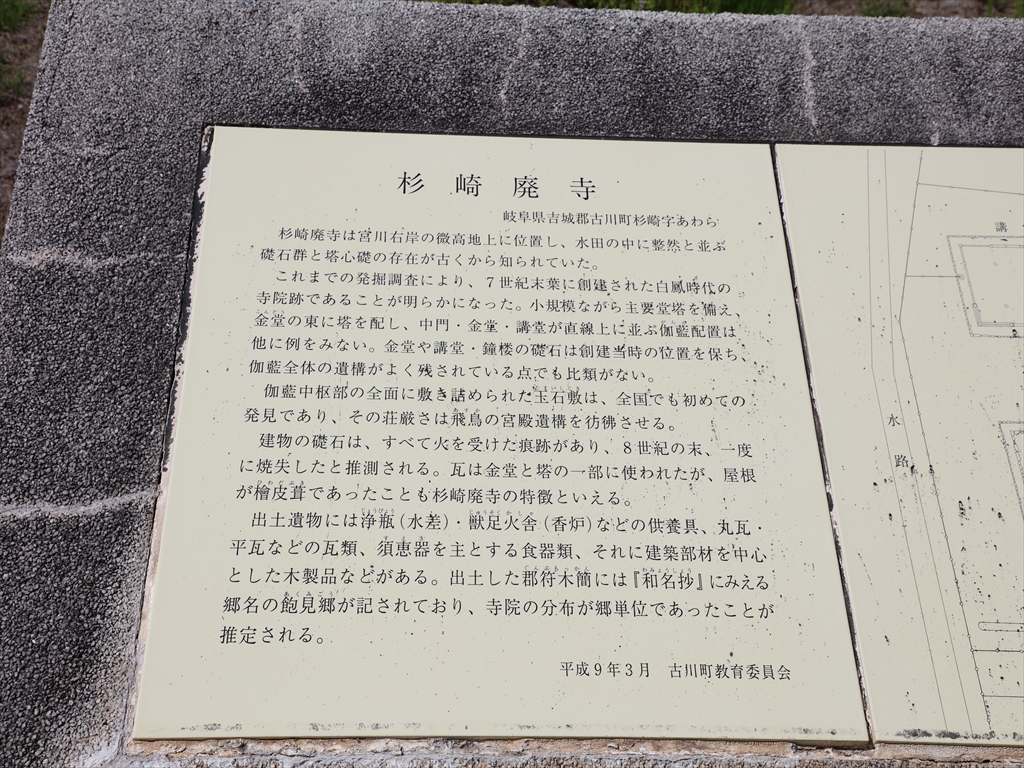 杉崎廃寺
岐阜県吉城郡古川町杉崎字あわら
杉崎廃寺は宮川右岸の微高地上に位置し、水田の中に整然と並ぶ
礎石群と塔心礎の存在が古くから知られていた。
これまでの発掘調査により、7世紀末葉に創建された白鳳時代の
寺院跡であることが明らかになった。小規模ながら主要堂塔を備え、
金堂の東に塔を配し、中門・金堂・講堂が直線上に並ぶ伽藍配置は
他に例をみない。金堂や講堂・鐘楼の礎石は創建当時の位置を保ち、
伽藍全体の遺構がよく残されている点でも比類がない。
伽藍中枢部の全面に敷き詰められた玉石敷は、全国でも初めての
発見であり、その荘厳さは飛鳥の宮殿遺構を彷彿させる。
建物の礎石は、すべて火を受けた痕跡があり、8世紀の末、一度
に焼失したと推測される。瓦は金堂と塔の一部に使われたが、屋根
が檜皮葺であったことも杉崎廃寺の特徴といえる。
出土遺物には浄瓶(水差)・獣足火舎(香炉)などの供養具、丸瓦・
平瓦などの瓦類、須恵器を主とする食器類、それに建築部材を中心
とした木製品などがある。出土した郡符木簡には『和名抄』にみえる
郷名の飽見郷が記されており、寺院の分布が郷単位であったことが
推定される。
平成9年3月 古川町教育委員会
水路
講